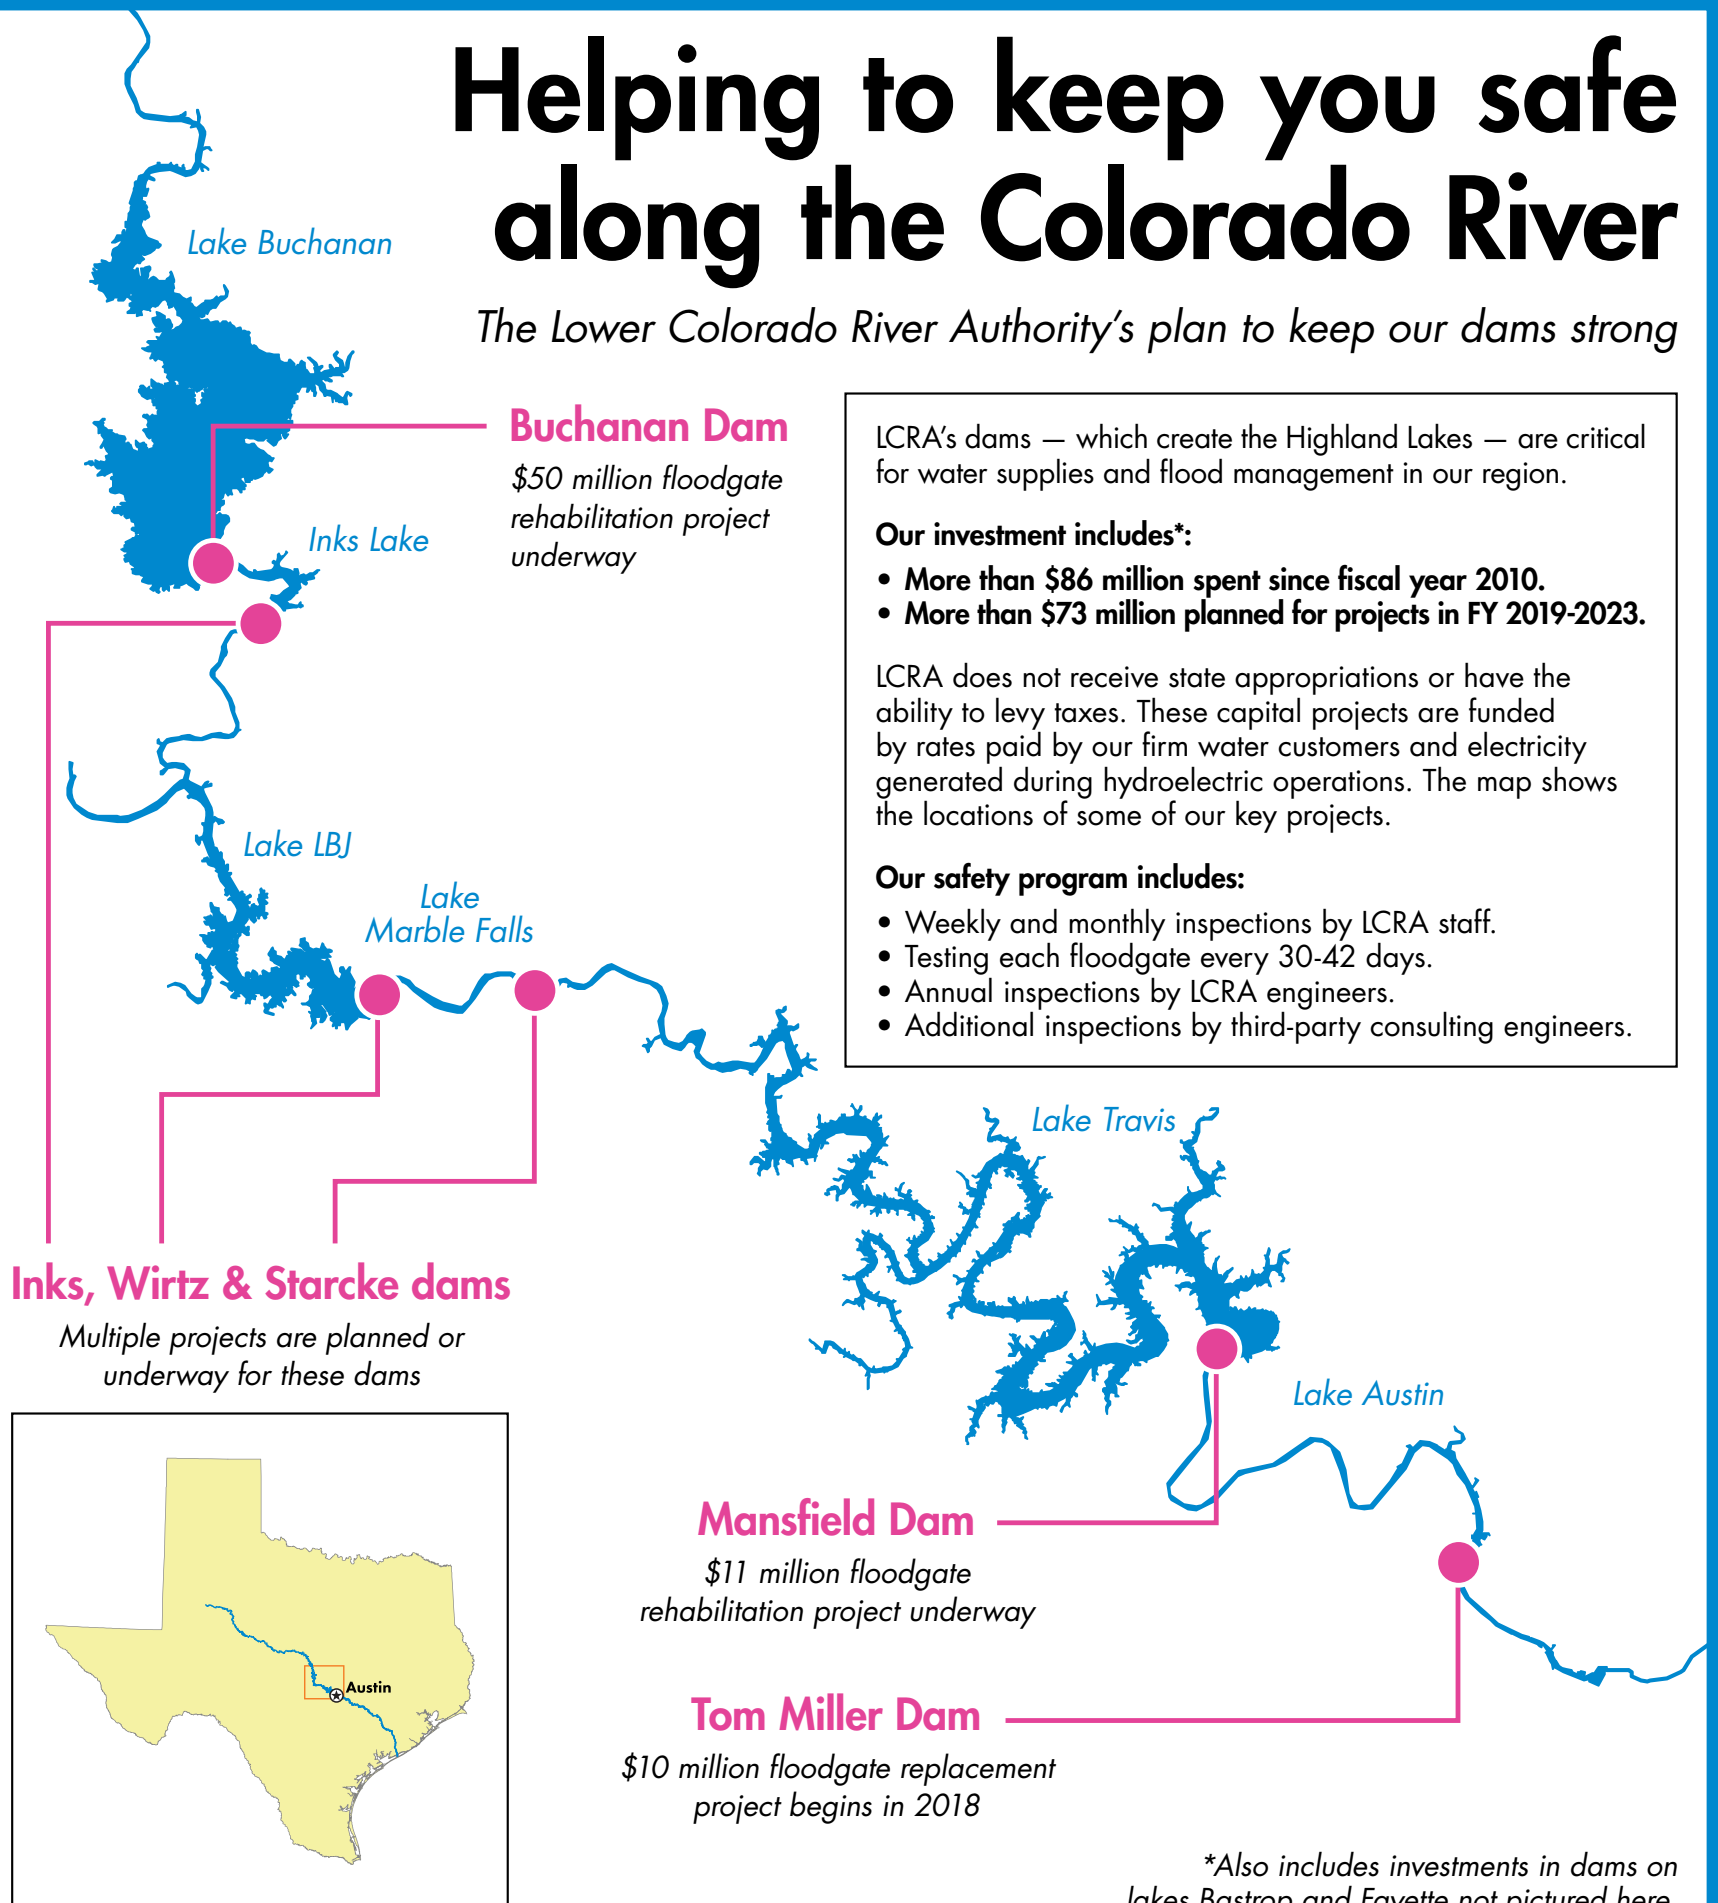 Helping to keep you safe
along the Colorado River
The Lower Colorado River Authority's plan to keep our dams strong
Lake Buchanan
Buchanan Dam
$50 million floodgate
rehabilitation project
underway
Inks Lake
LCRA's dams — which create the Highland Lakes — are critical
for water supplies and flood management in our region.
Our investment includes*:
• More than $86 million spent since fiscal year 2010.
• More than $73 million planned for projects in FY 2019-2023.
LCRA does not receive state appropriations or have the
ability to levy taxes. These capital projects are funded
by rates paid by our firm water customers and electricity
generated during hydroelectric operations. The map shows
the locations of some of our key projects.
Our safety program includes:
• Weekly and monthly inspections by LCRA staff.
• Testing each floodgate every 30-42 days.
• Annual inspections by LCRA engineers.
• Additional inspections by third-party consulting engineers.
Lake LBJ
Lake
Marble Falls
Lake Travis
Inks, Wirtz & Starcke dams
Multiple projects are planned or
underway for these dams
Lake Austin
Mansfield Dam
$11 million floodgate
rehabilitation project underway
Austin
Tom Miller Dam
$10 million floodgate replacement
project begins in 2018
*Also includes investments in dams on
lakes Bastrop and Fayette not pictured here.